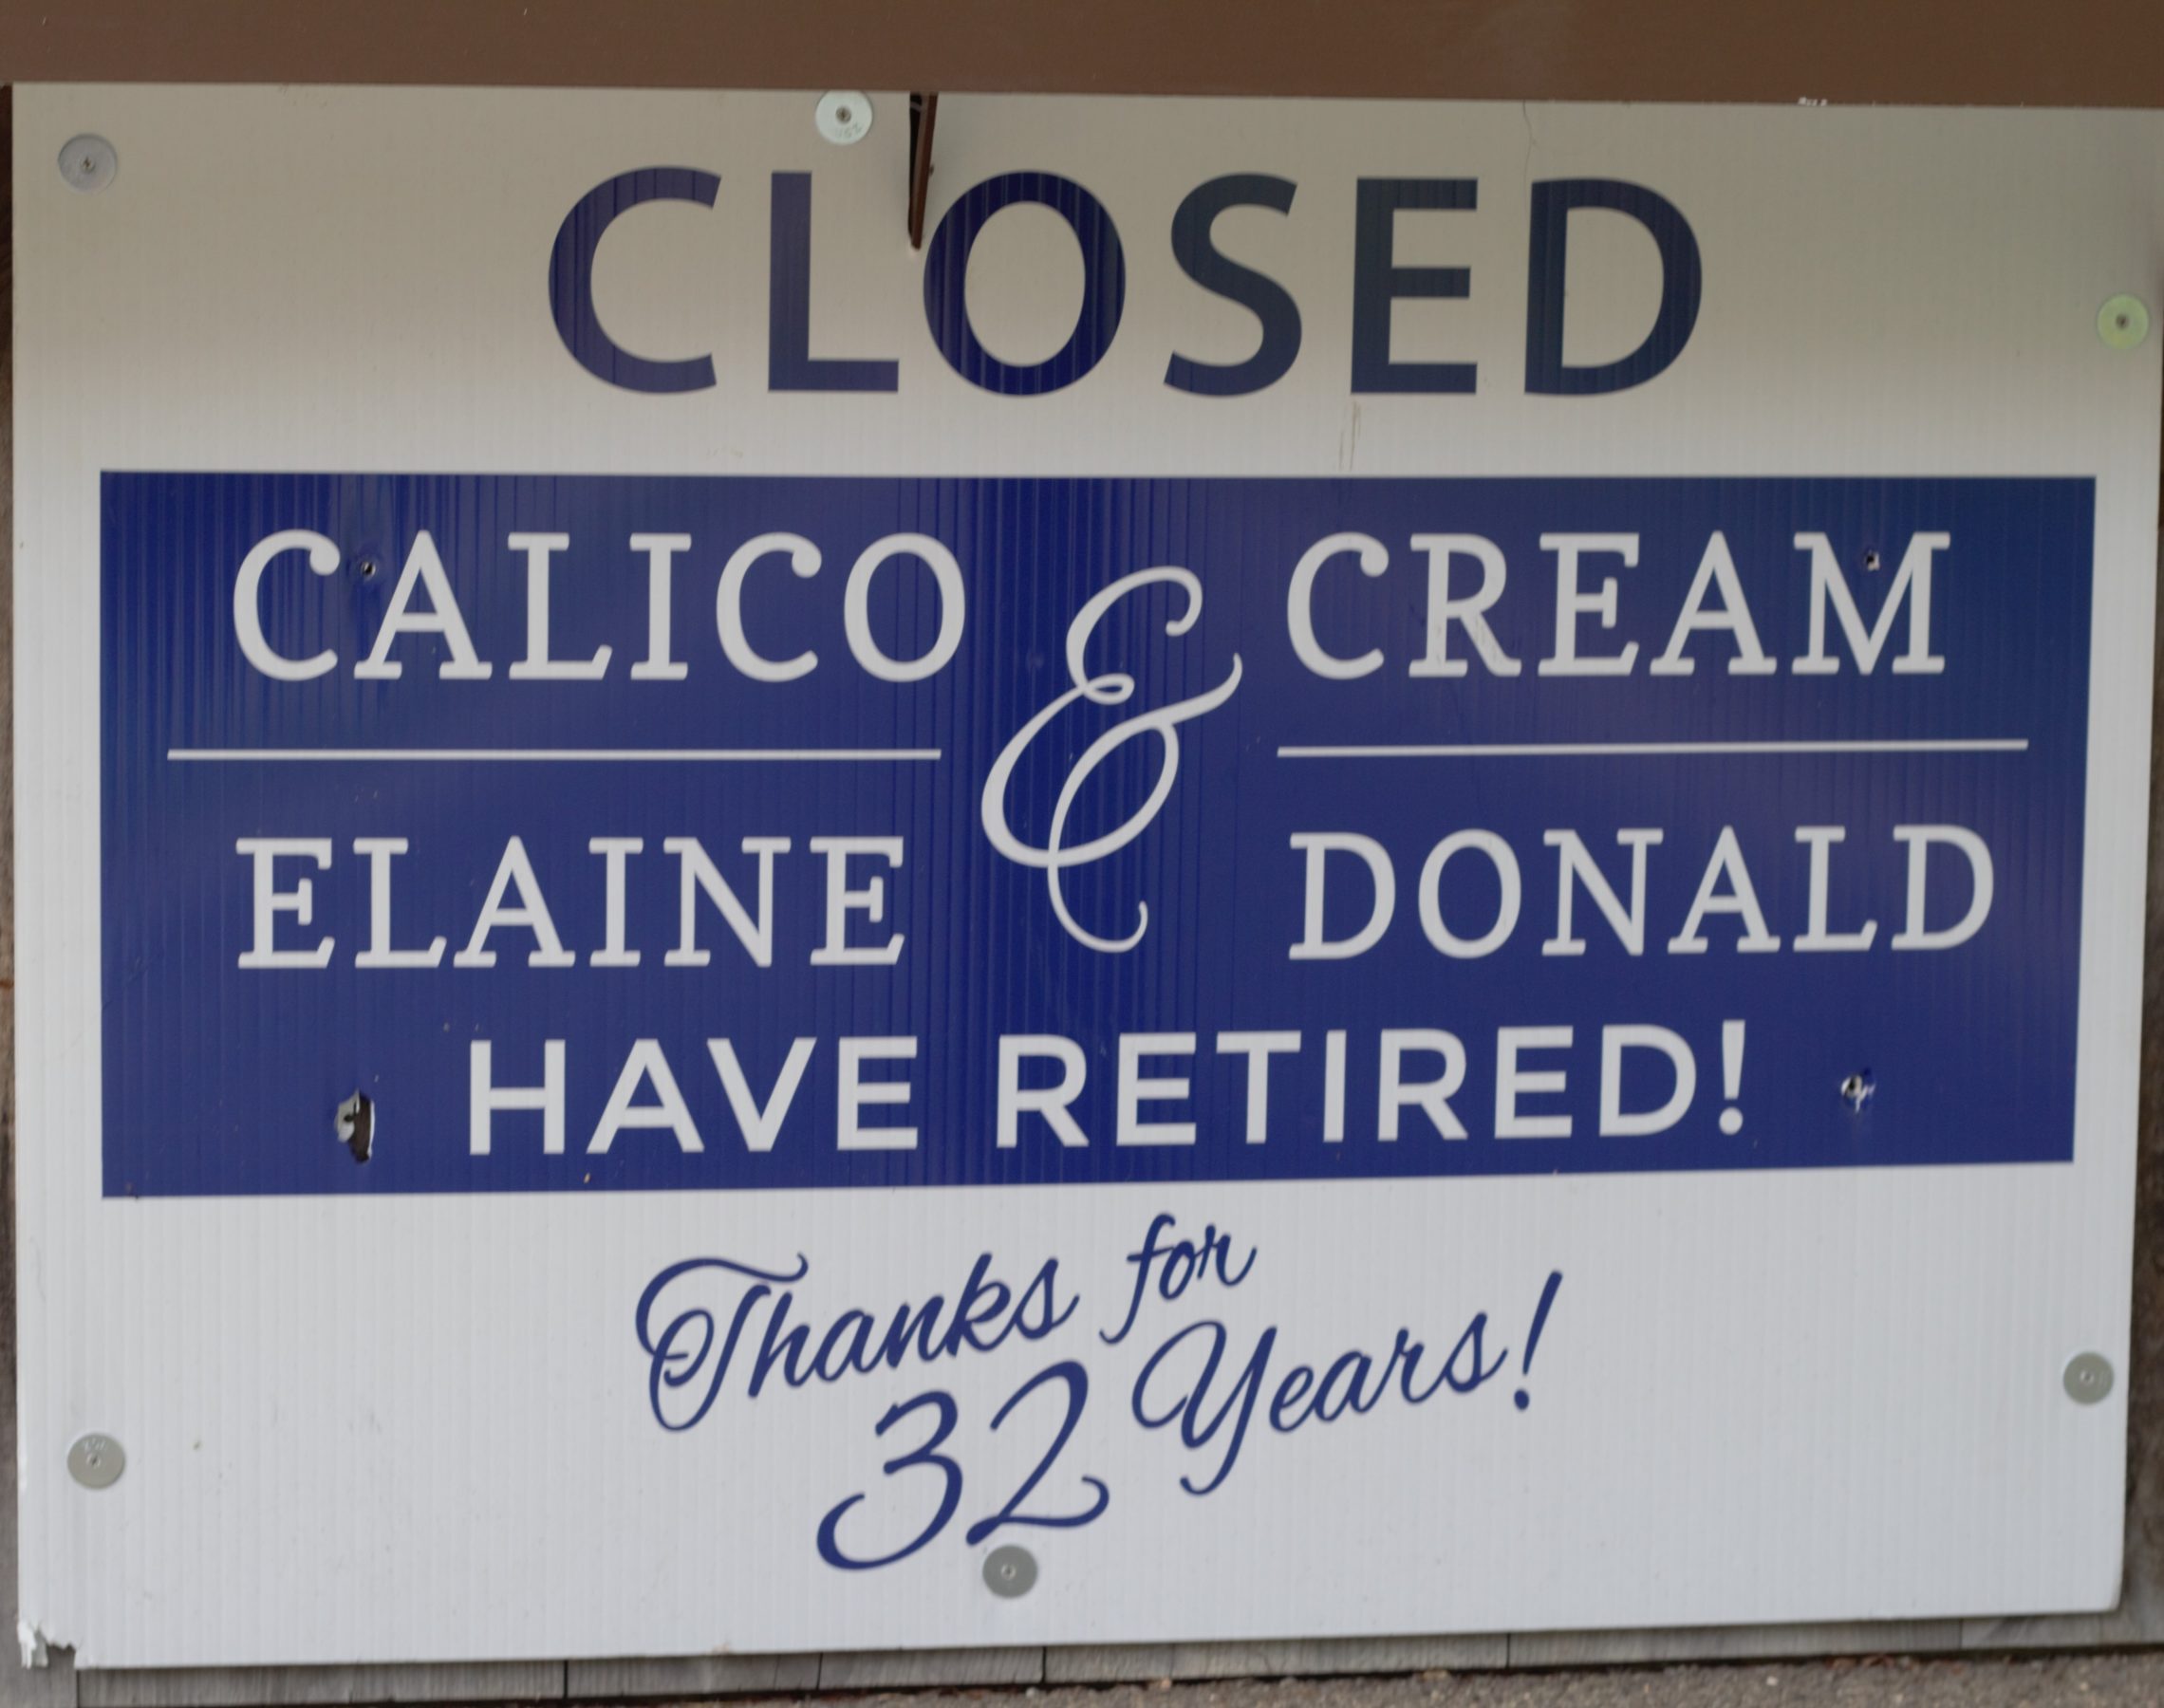 CLOSED
CALICO & CREAM
ELAINE DONALD
HAVE RETIRED!
Thanks for
32 Years!